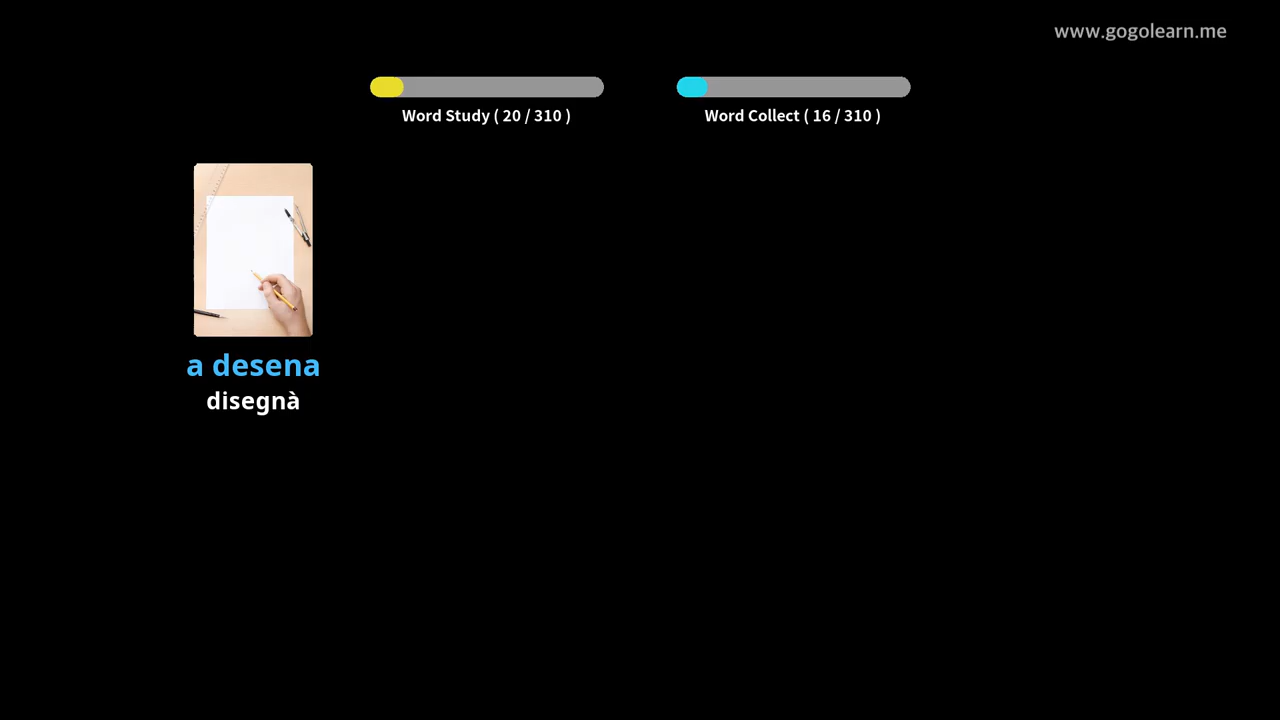 www.gogolearn.me
Word Study ( 20 / 310 )
Word Collect ( 16 / 310 )
a desena
disegnà